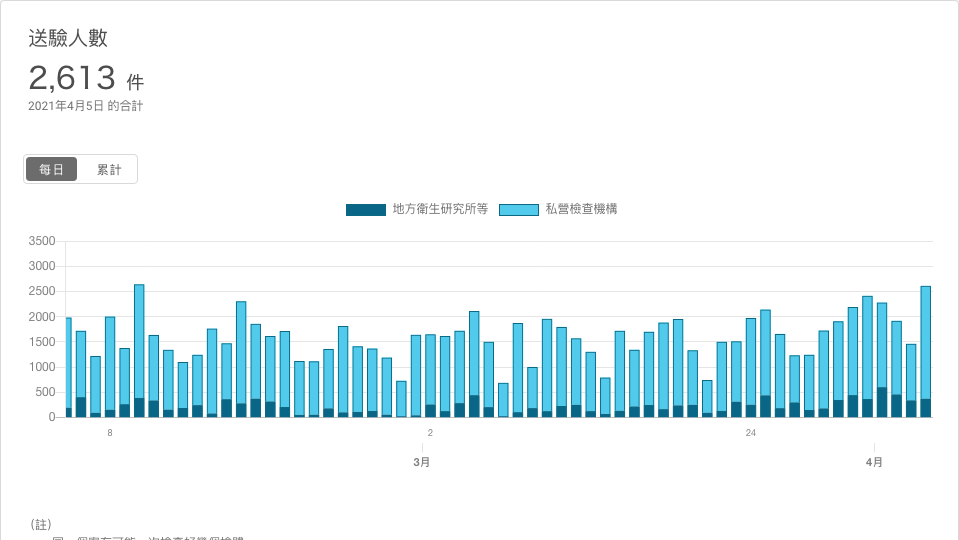 送驗人數
2,613 件
2021年4月5日 的合計
每日 累計
地方衛生研究所等 私營檢查機構
3500
3000
2500
2000
1500
1000
500
0
8 2 24
3月 4月
(註)